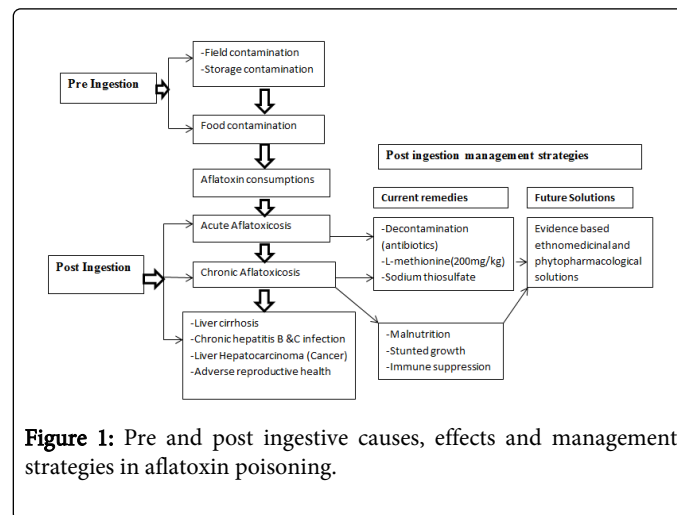 -Field contamination
-Storage contamination
Pre Ingestion
Food contamination
Post ingestion management strategies
Aflatoxin consumptions
Current remedies
Future Solutions
Acute Aflatoxicosis
-Decontamination
(antibiotics)
-L-methionine(200mg/kg)
-Sodium thiosulfate
Evidence based
ethnomedicinal and
phytopharmacological
solutions
Post Ingestion
Chronic Aflatoxicosis
-Liver cirrhosis
-Chronic hepatitis B &C infection
-Liver Hepatocarcinoma (Cancer)
-Adverse reproductive health
-Malnutrition
-Stunted growth
-Immune suppression
Figure 1: Pre and post ingestive causes, effects and management
strategies in aflatoxin poisoning.